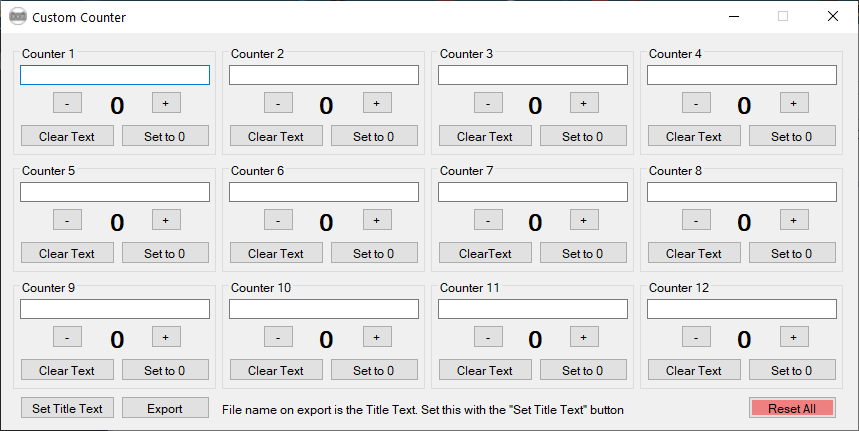 Custom Counter
Counter 1 Counter 2 Counter 3 Counter 4
- 0 + - 0 + - 0 + - 0 +
Clear Text Set to 0 Clear Text Set to 0 Clear Text Set to 0 Clear Text Set to 0
Counter 5 Counter 6 Counter 7 Counter 8
- 0 + - 0 + - 0 + - 0 +
Clear Text Set to 0 Clear Text Set to 0 ClearText Set to 0 Clear Text Set to 0
Counter 9 Counter 10 Counter 11 Counter 12
- 0 + - 0 + - 0 + - 0 +
Clear Text Set to 0 Clear Text Set to 0 Clear Text Set to 0 Clear Text Set to 0
Set Title Text Export File name on export is the Title Text. Set this with the "Set Title Text" button Reset All